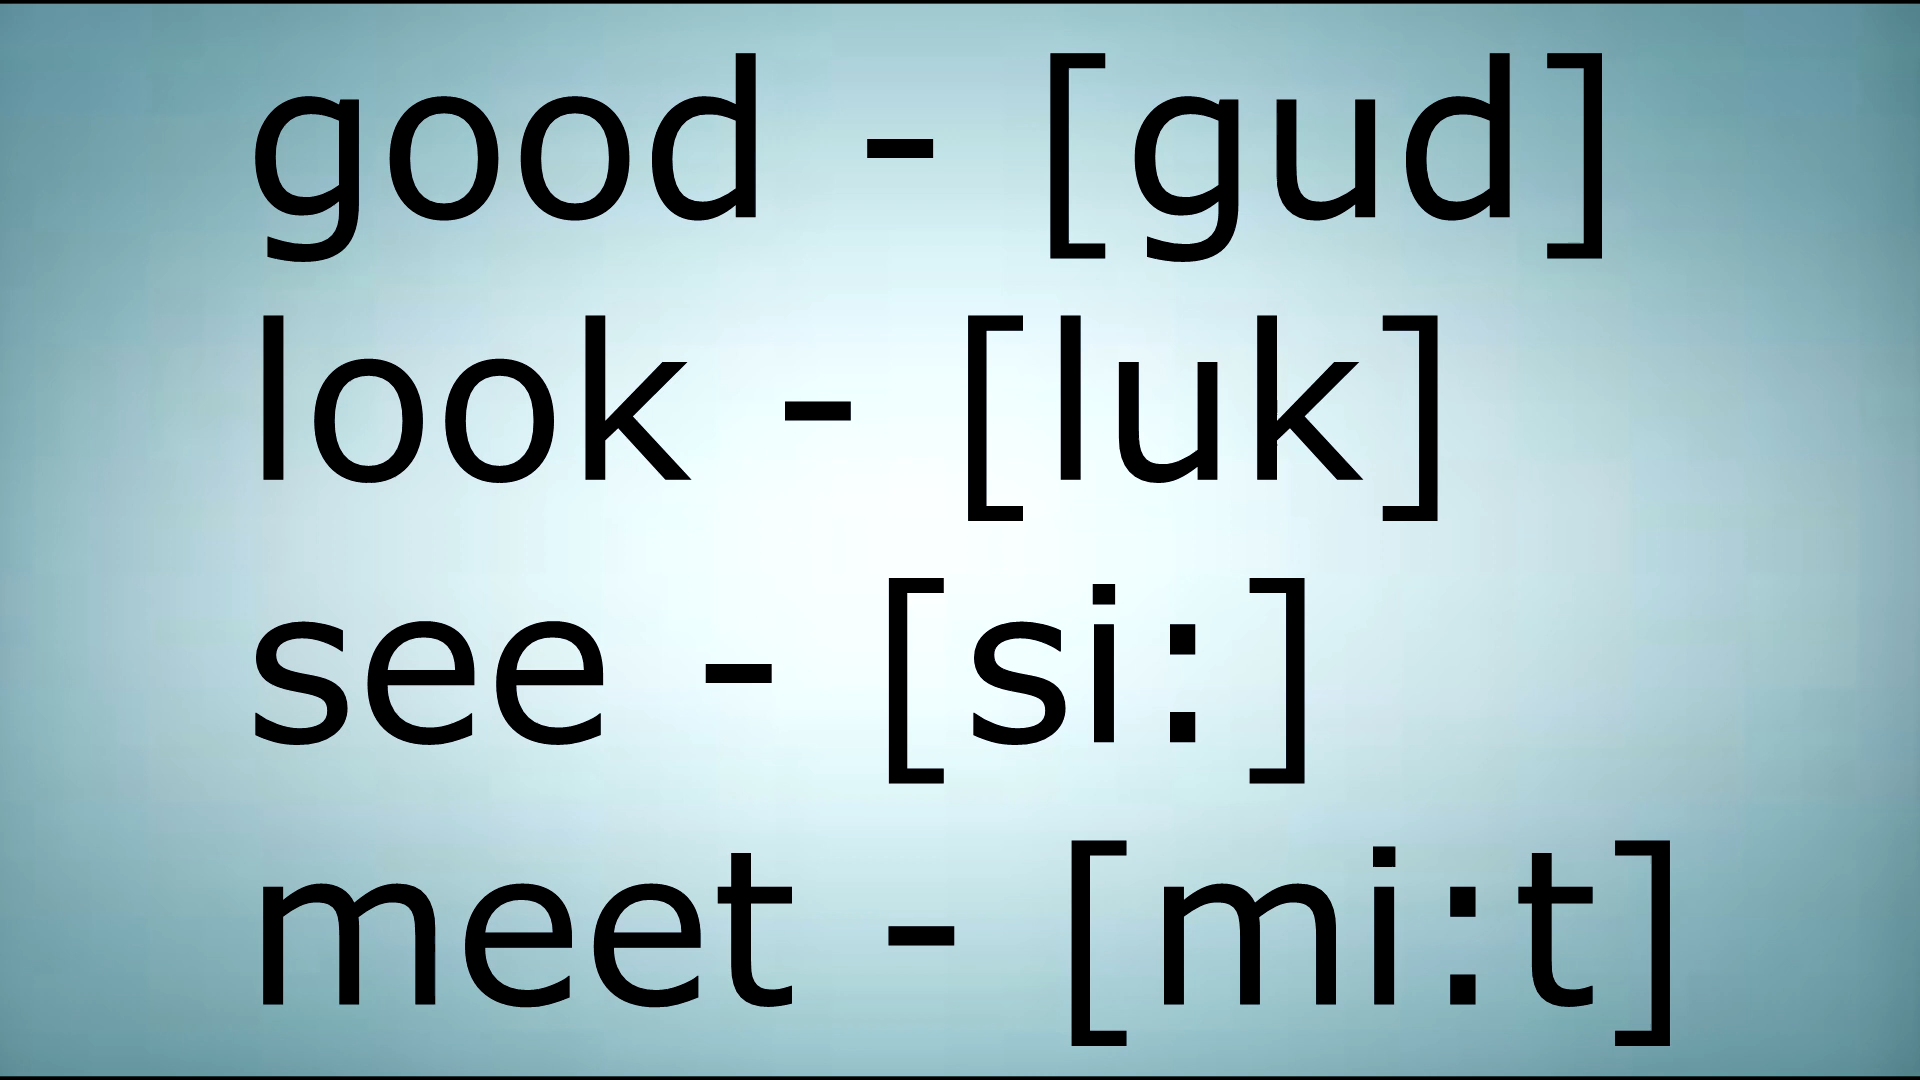 good - [gud]
look - [luk]
see - [si:]
meet - [mi:t]